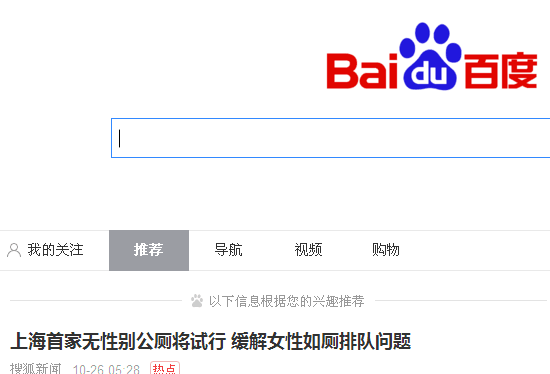 Bai du 百度
我的关注 推荐 导航 视频 购物
以下信息根据您的兴趣推荐
上海首家无性别公厕将试行 缓解女性如厕排队问题
搜狐新闻 10-26 05:28 热点